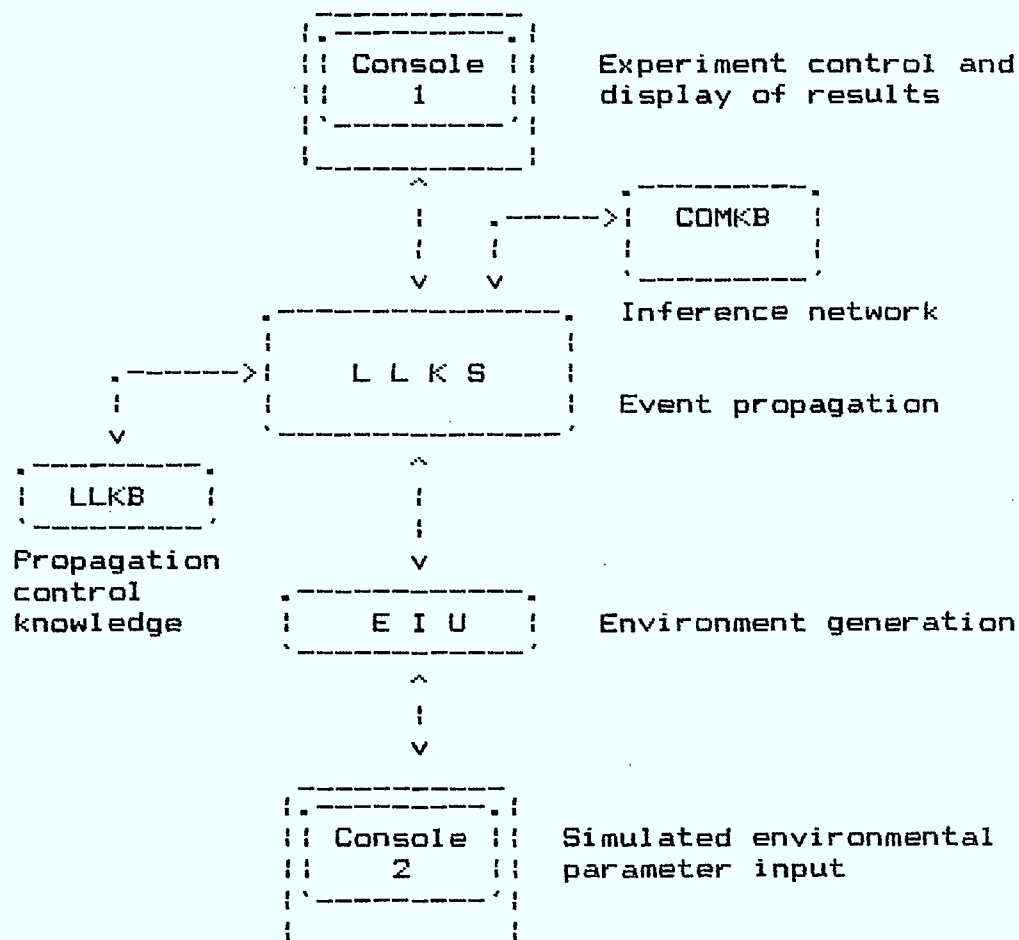 Console
1
Experiment control and
display of results
COMKB
Inference network
L L K S
Event propagation
LLKB
Propagation
control
knowledge
E I U
Environment generation
Console
2
Simulated environmental
parameter input